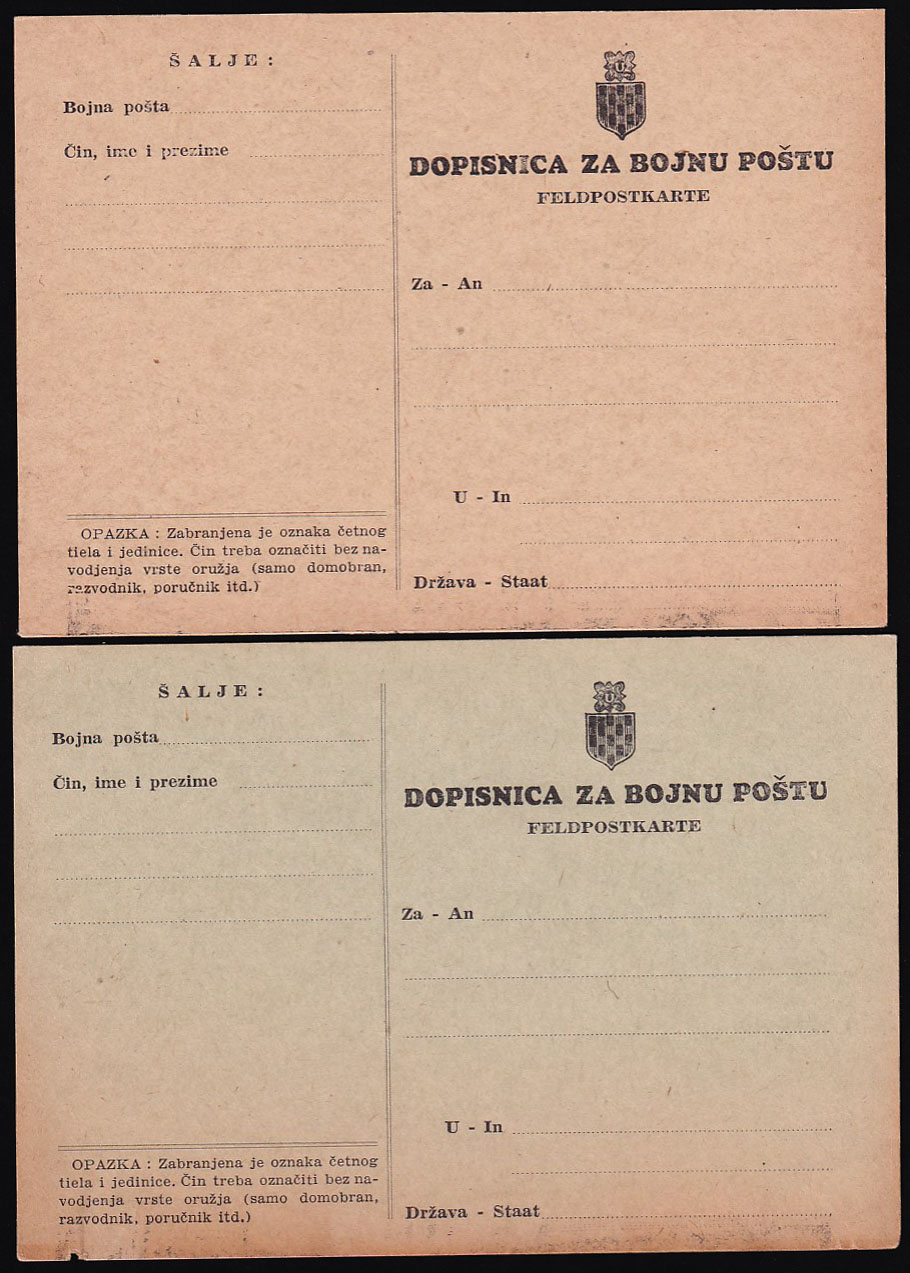 ŠALJE:
Bojna pošta
Čin, ime i prezime
OPAZKA : Zabranjena je oznaka četnog
tiela i jedinice. Čin treba označiti bez na-
vodjenja vrste oružja (samo domobran,
razvodnik, poručnik itd.)
U
DOPISNICA ZA BOJNU POŠTU
FELDPOSTKARTE
Za - An
U - In
Država - Staat
ŠALJE:
Bojna pošta
Čin, ime i prezime
OPAZKA : Zabranjena je oznaka četnog
tiela i jedinice. Čin treba označiti bez na-
vodjenja vrste oružja (samo domobran,
razvodnik, poručnik itd.)
U
DOPISNICA ZA BOJNU POŠTU
FELDPOSTKARTE
Za - An
U - In
Država - Staat